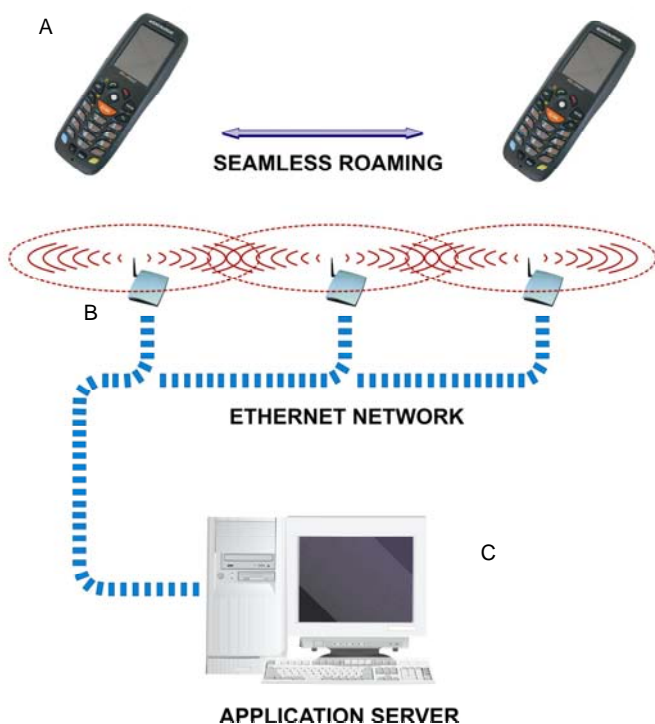 A
SEAMLESS ROAMING
B
ETHERNET NETWORK
C
APPLICATION SERVER